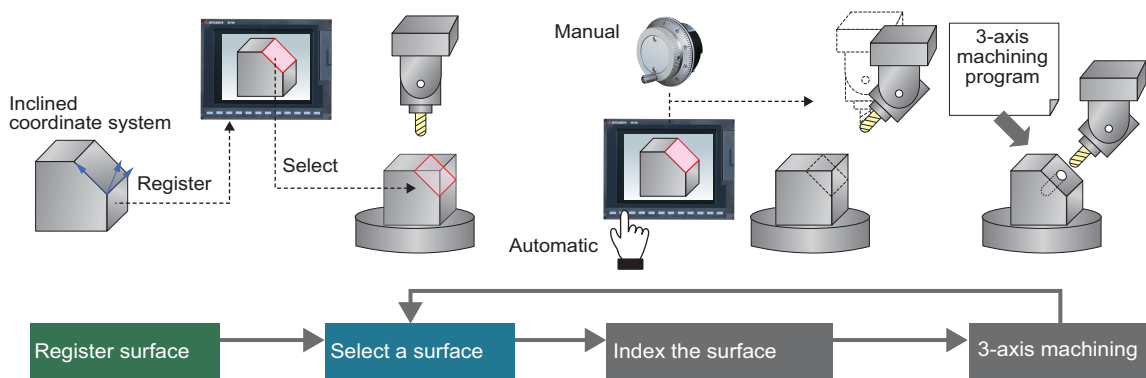 Inclined
coordinate system
Register
Select
Manual
Automatic
3-axis
machining
program
Register surface
Select a surface
Index the surface
3-axis machining